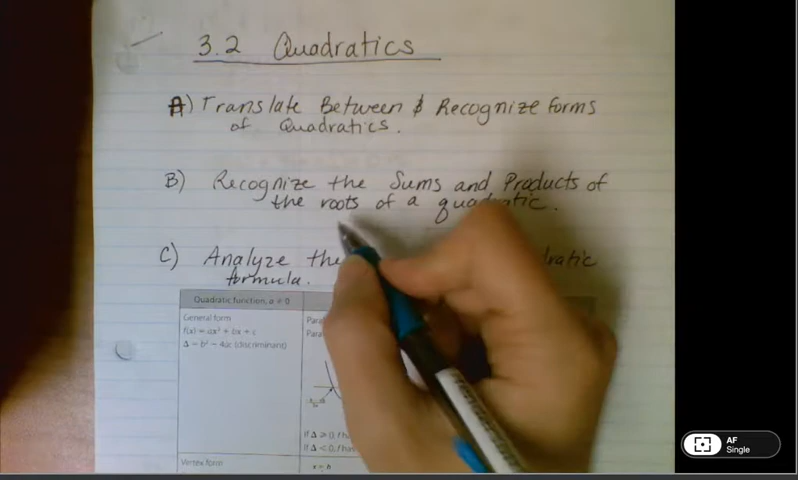 3.2 Quadratics
A) Translate Between & Recognize forms
of Quadratics.
B) Recognize the Sums and Products of
the roots of a quadratic.
C) Analyze the
formula.
Quadratic function, a ≠ 0
General form
f(x) = ax² + bx + c
Δ = b² − 4ac (discriminant)
Vertex form
x = h
AF
Single